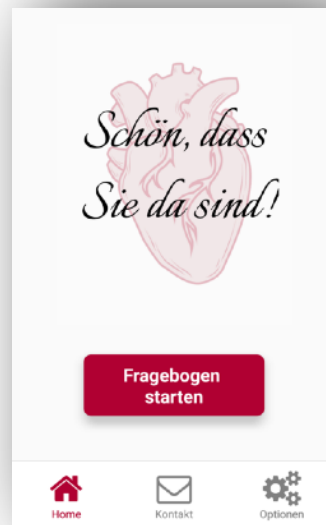 Schön, dass
Sie da sind!
Fragebogen
starten
Home
Kontakt
Optionen